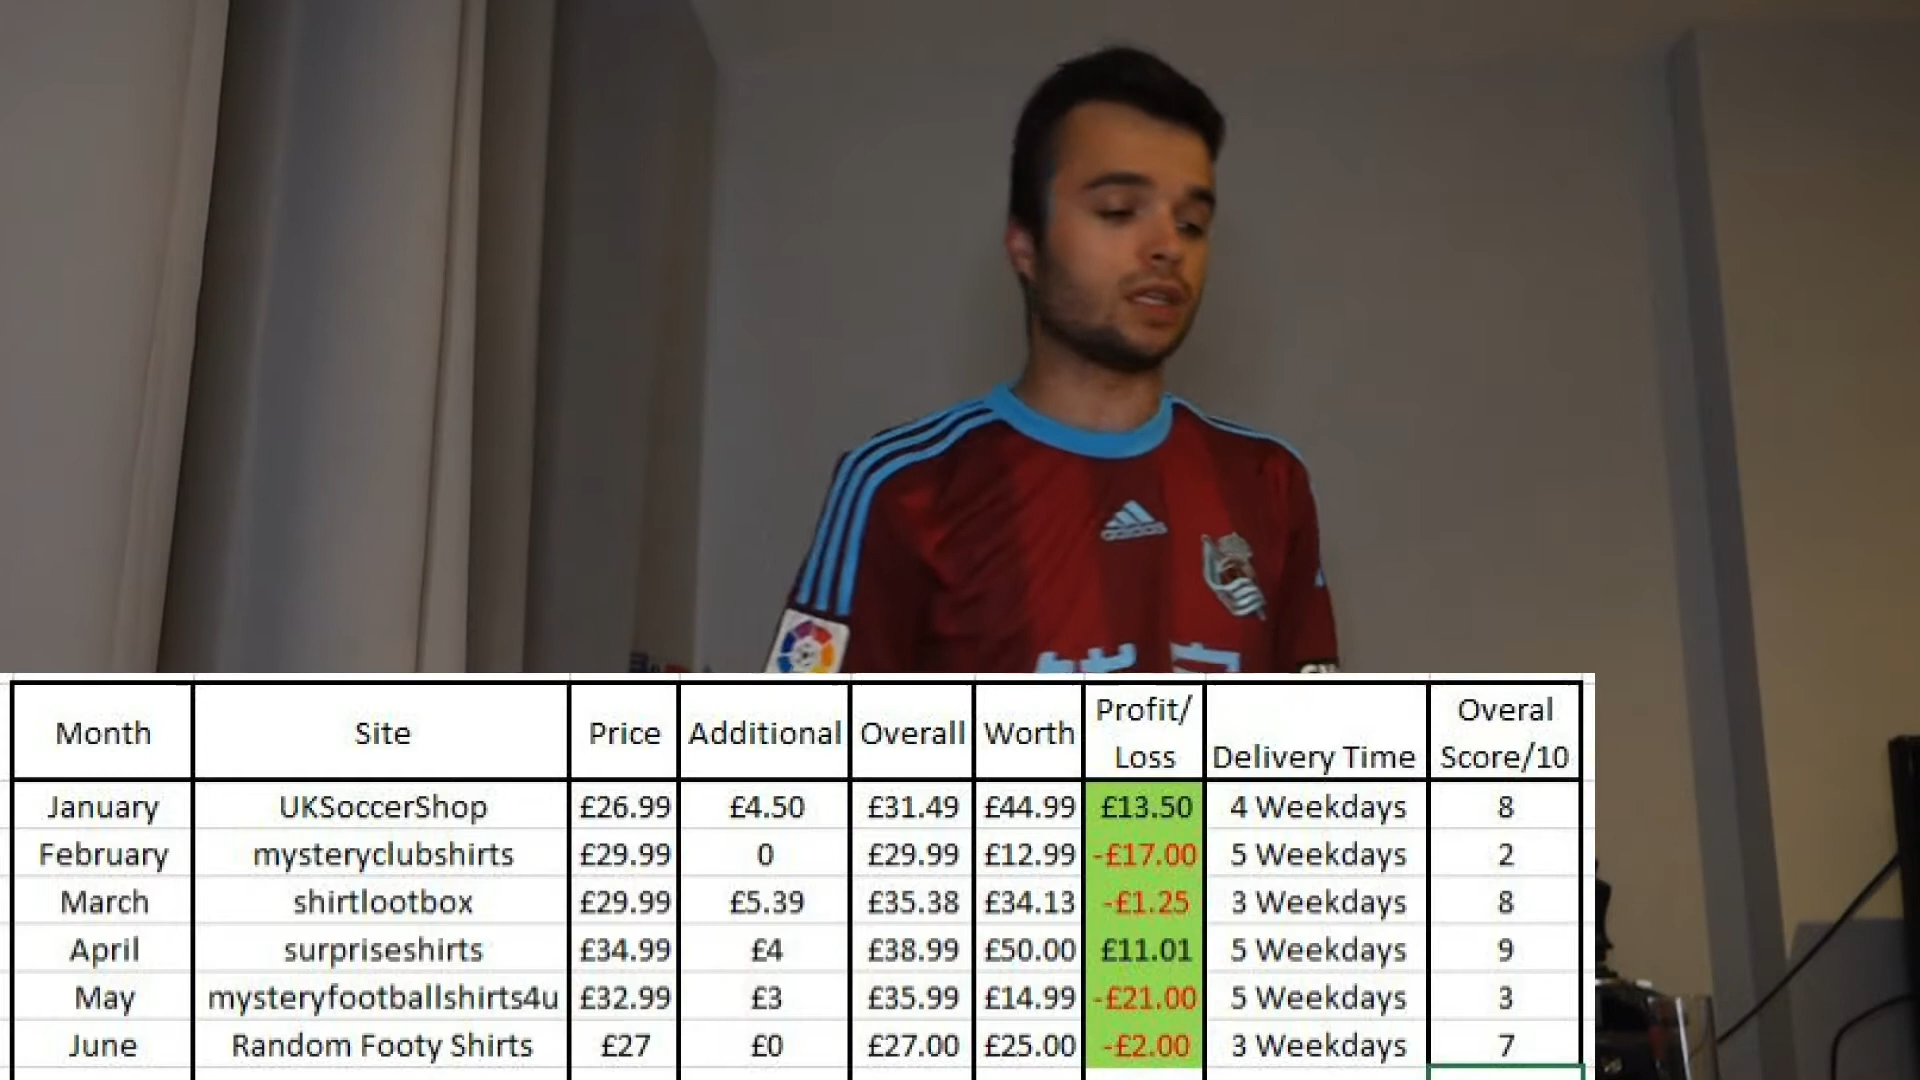 adidas
Month Site Price Additional Overall Worth Profit/ Loss Delivery Time Overal Score/10
January UKSoccerShop £26.99 £4.50 £31.49 £44.99 £13.50 4 Weekdays 8
February mysteryclubshirts £29.99 0 £29.99 £12.99 -£17.00 5 Weekdays 2
March shirtlootbox £29.99 £5.39 £35.38 £34.13 -£1.25 3 Weekdays 8
April surpriseshirts £34.99 £4 £38.99 £50.00 £11.01 5 Weekdays 9
May mysteryfootballshirts4u £32.99 £3 £35.99 £14.99 -£21.00 5 Weekdays 3
June Random Footy Shirts £27 £0 £27.00 £25.00 -£2.00 3 Weekdays 7